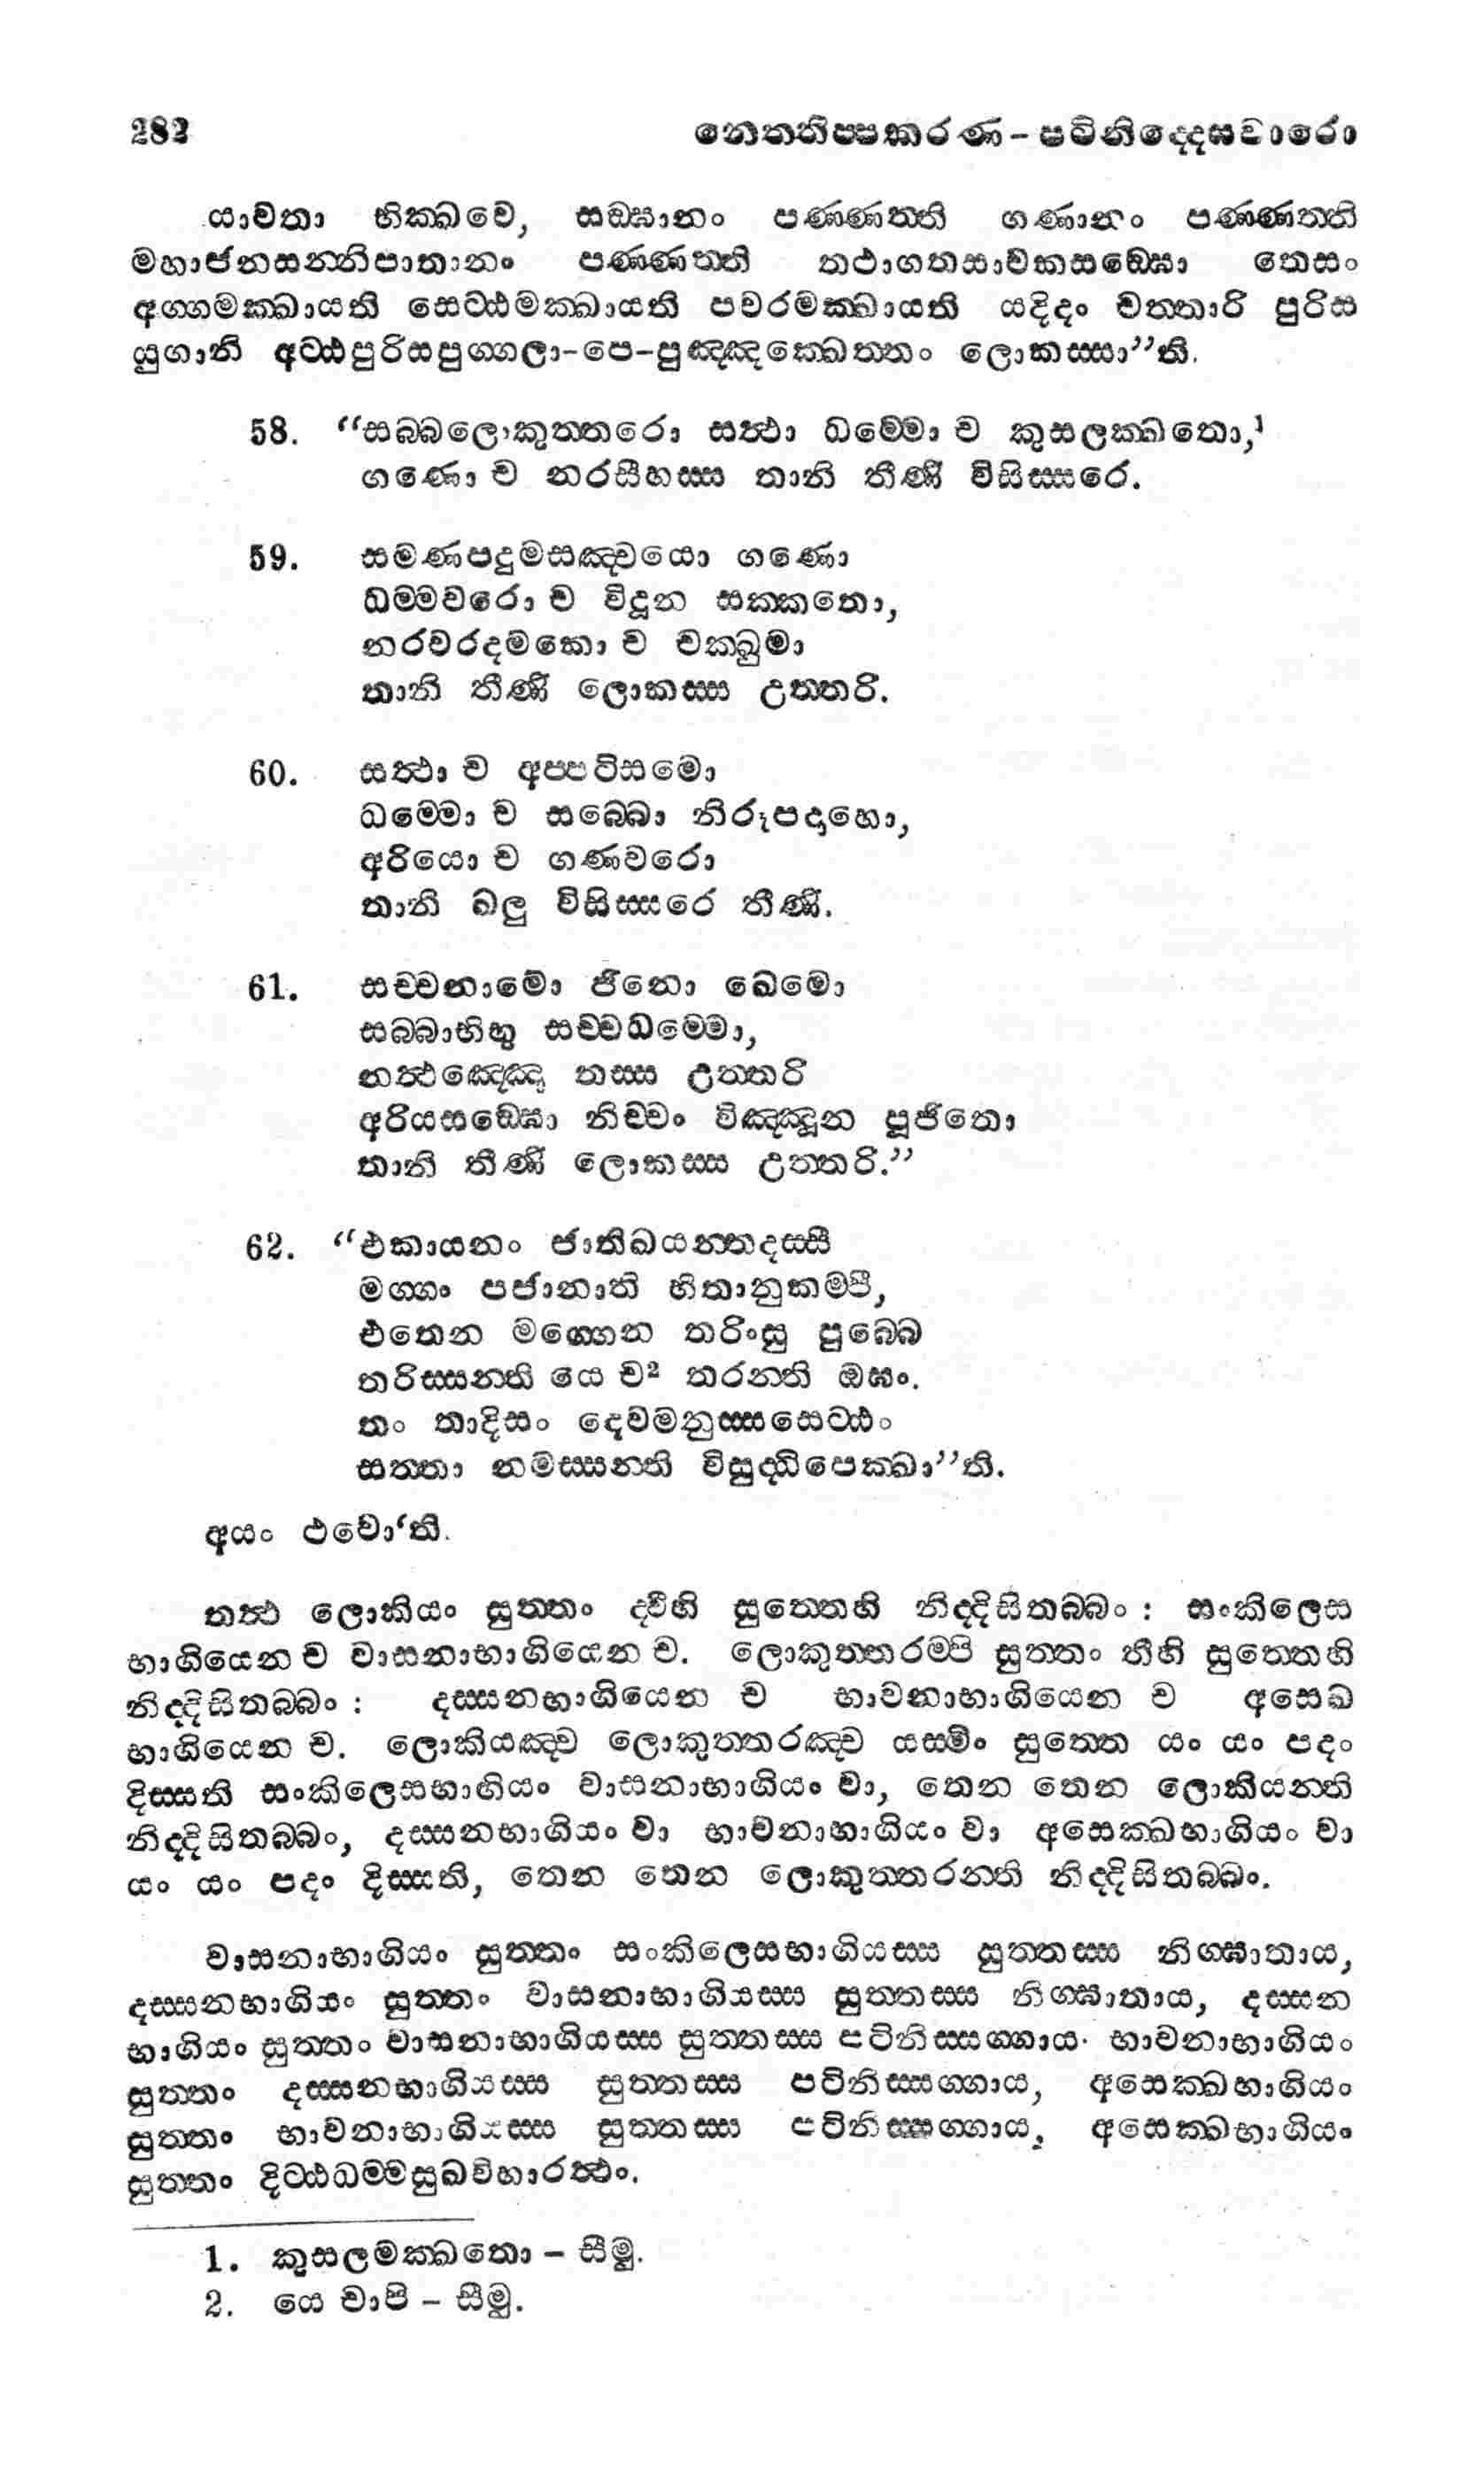 282 නෙත්තිප්පකරණ – පටිනිද්දෙසවාරො
යාවතා භික්ඛවෙ, සඞ්ඝානං පණ්ණත්ති ගණානං පණ්ණත්ති
මහාජනසන්නිපාතානං පණ්ණත්ති තථාගතසාවකසඞ්ඝො තෙසං
අග්ගමක්ඛායති සෙට්ඨමක්ඛායති පවරමක්ඛායති යදිදං චත්තාරි පුරිස
යුගානි අට්ඨපුරිසපුග්ගලා–පෙ–පුඤ්ඤක්ඛෙත්තං ලොකස්සා”ති.
58. “සබ්බලොකුත්තරො සත්ථා ධම්මො ච කුසලක්ඛතො,¹
ගණො ච නරසීහස්ස තානි තීණි විසිස්සරෙ.
59. සමණපදුමසඤ්චයො ගණො
ධම්මවරො ච විදූන සක්කතො,
නරවරදමකො ච චක්ඛුමා
තානි තීණි ලොකස්ස උත්තරි.
60. සත්ථා ච අප්පටිසමො
ධම්මො ච සබ්බො නිරූපදාහො,
අරියො ච ගණවරො
තානි ඛලු විසිස්සරෙ තීණි.
61. සච්චනාමො ජිනො ඛෙමො
සබ්බාභිභූ සච්චධම්මො,
නත්ථඤ්ඤො තස්ස උත්තරි
අරියසඞ්ඝො නිච්චං විඤ්ඤූන පූජිතො
තානි තීණි ලොකස්ස උත්තරි.”
62. “එකායනං ජාතිඛයන්තදස්සී
මග්ගං පජානාති හිතානුකම්පී,
එතෙන මග්ගෙන තරිංසු පුබ්බෙ
තරිස්සන්ති යෙ ච² තරන්ති ඔඝං.
තං තාදිසං දෙවමනුස්සසෙට්ඨං
සත්තා නමස්සන්ති විසුද්ධිපෙක්ඛා”ති.
අයං ථවො‘ති.
තත්ථ ලොකියං සුත්තං ද්වීහි සුත්තෙහි නිද්දිසිතබ්බං : සංකිලෙස
භාගියෙන ච වාසනාභාගියෙන ච. ලොකුත්තරම්පි සුත්තං තීහි සුත්තෙහි
නිද්දිසිතබ්බං : දස්සනභාගියෙන ච භාවනාභාගියෙන ච අසෙඛ
භාගියෙන ච. ලොකියඤ්ච ලොකුත්තරඤ්ච යස්මිං සුත්තෙ යං යං පදං
දිස්සති සංකිලෙසභාගියං වාසනාභාගියං වා, තෙන තෙන ලොකියන්ති
නිද්දිසිතබ්බං, දස්සනභාගියං වා භාවනාභාගියං වා අසෙක්ඛභාගියං වා
යං යං පදං දිස්සති, තෙන තෙන ලොකුත්තරන්ති නිද්දිසිතබ්බං.
වාසනාභාගියං සුත්තං සංකිලෙසභාගියස්ස සුත්තස්ස නිග්ඝාතාය,
දස්සනභාගියං සුත්තං වාසනාභාගියස්ස සුත්තස්ස නිග්ඝාතාය, දස්සන
භාගියං සුත්තං වාසනාභාගියස්ස සුත්තස්ස පටිනිස්සග්ගාය. භාවනාභාගියං
සුත්තං දස්සනභාගියස්ස සුත්තස්ස පටිනිස්සග්ගාය, අසෙක්ඛභාගියං
සුත්තං භාවනාභාගියස්ස සුත්තස්ස පටිනිස්සග්ගාය, අසෙක්ඛභාගියං
සුත්තං දිට්ඨධම්මසුඛවිහාරත්ථං.
1. කුසලමක්ඛතො – සීමු.
2. යෙ චාපි – සීමු.